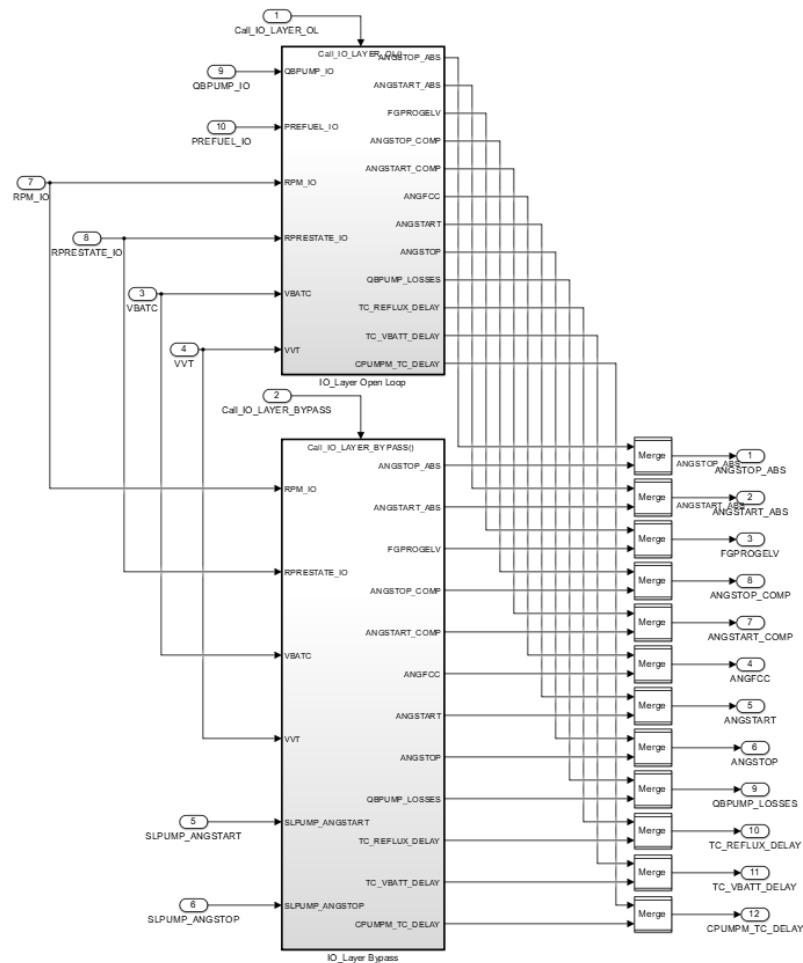 1
Call_IO_LAYER_OL
Call_IO_LAYER_OL()
9
QBPUMP_IO
10
PREFUEL_IO
7
RPM_IO
8
RPRESTATE_IO
3
VBATC
4
VVT
QBPUMP_IO
PREFUEL_IO
RPM_IO
RPRESTATE_IO
VBATC
VVT
ANGSTOP_ABS
ANGSTART_ABS
FGPROGELV
ANGSTOP_COMP
ANGSTART_COMP
ANGFCC
ANGSTART
ANGSTOP
QBPUMP_LOSSES
TC_REFLUX_DELAY
TC_VBATT_DELAY
CPUMPM_TC_DELAY
IO_Layer Open Loop
2
Call_IO_LAYER_BYPASS
Call_IO_LAYER_BYPASS()
RPM_IO
RPRESTATE_IO
VBATC
VVT
5
SLPUMP_ANGSTART
SLPUMP_ANGSTART
6
SLPUMP_ANGSTOP
SLPUMP_ANGSTOP
ANGSTOP_ABS
ANGSTART_ABS
FGPROGELV
ANGSTOP_COMP
ANGSTART_COMP
ANGFCC
ANGSTART
ANGSTOP
QBPUMP_LOSSES
TC_REFLUX_DELAY
TC_VBATT_DELAY
CPUMPM_TC_DELAY
IO_Layer Bypass
Merge
ANGSTOP_ABS
1
ANGSTOP_ABS
Merge
ANGSTART_ABS
2
ANGSTART_ABS
Merge
3
FGPROGELV
Merge
8
ANGSTOP_COMP
Merge
7
ANGSTART_COMP
Merge
4
ANGFCC
Merge
5
ANGSTART
Merge
6
ANGSTOP
Merge
9
QBPUMP_LOSSES
Merge
10
TC_REFLUX_DELAY
Merge
11
TC_VBATT_DELAY
Merge
12
CPUMPM_TC_DELAY